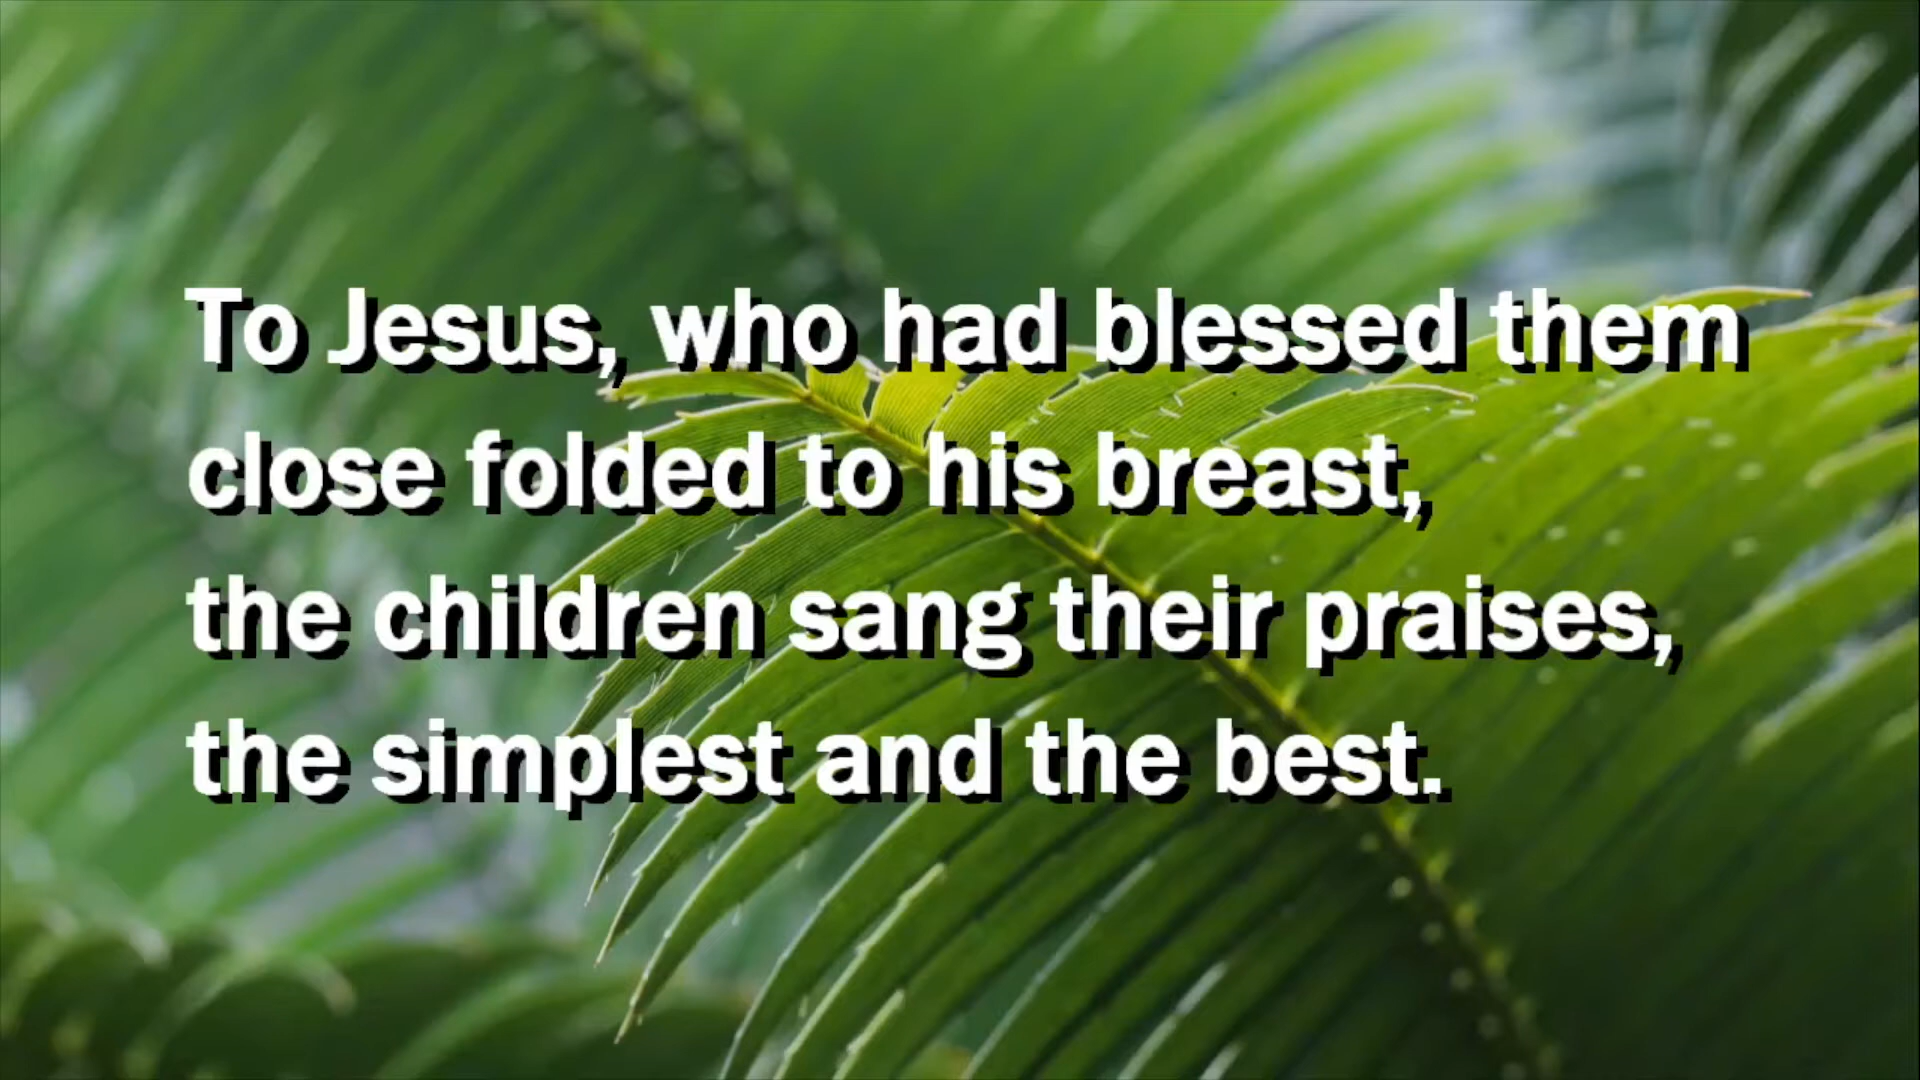 To Jesus, who had blessed them
close folded to his breast,
the children sang their praises,
the simplest and the best.